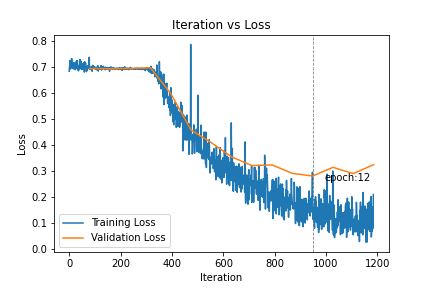 Iteration vs Loss
0.8
0.7
0.6
0.5
0.4
0.3
0.2
0.1
0.0
Loss
epoch:12
Training Loss
Validation Loss
0 200 400 600 800 1000 1200
Iteration